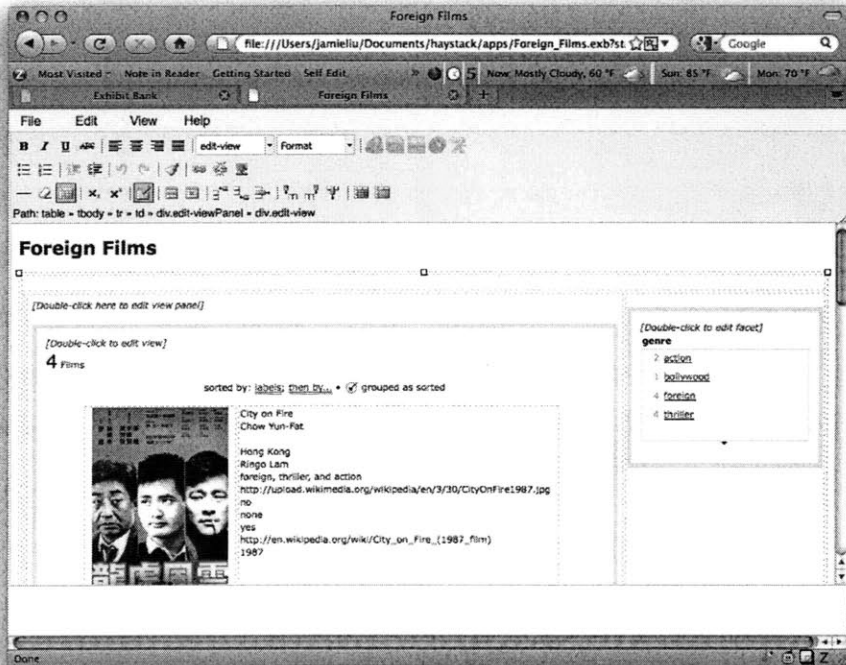 Foreign Films
file:///Users/jamieliu/Documents/haystack/apps/Foreign_Films.exb?st
Google
Most Visited Note in Reader Getting Started Self Edit » 5 Now: Mostly Cloudy, 60 °F Sun: 85 °F Mon: 70 °F
Exhibit Bank Foreign Films +
File Edit View Help
B I U ABC edit-view Format
Path: table » tbody » tr » td » div.edit-viewPanel » div.edit-view
Foreign Films
[Double-click here to edit view panel]
[Double-click to edit view]
4 Films
sorted by: labels; then by... • grouped as sorted
City on Fire
Chow Yun-Fat
Hong Kong
Ringo Lam
foreign, thriller, and action
http://upload.wikimedia.org/wikipedia/en/3/30/CityOnFire1987.jpg
no
none
yes
http://en.wikipedia.org/wiki/City_on_Fire_(1987_film)
1987
龍虎風雲
[Double-click to edit facet]
genre
2 action
1 bollywood
4 foreign
4 thriller
Done